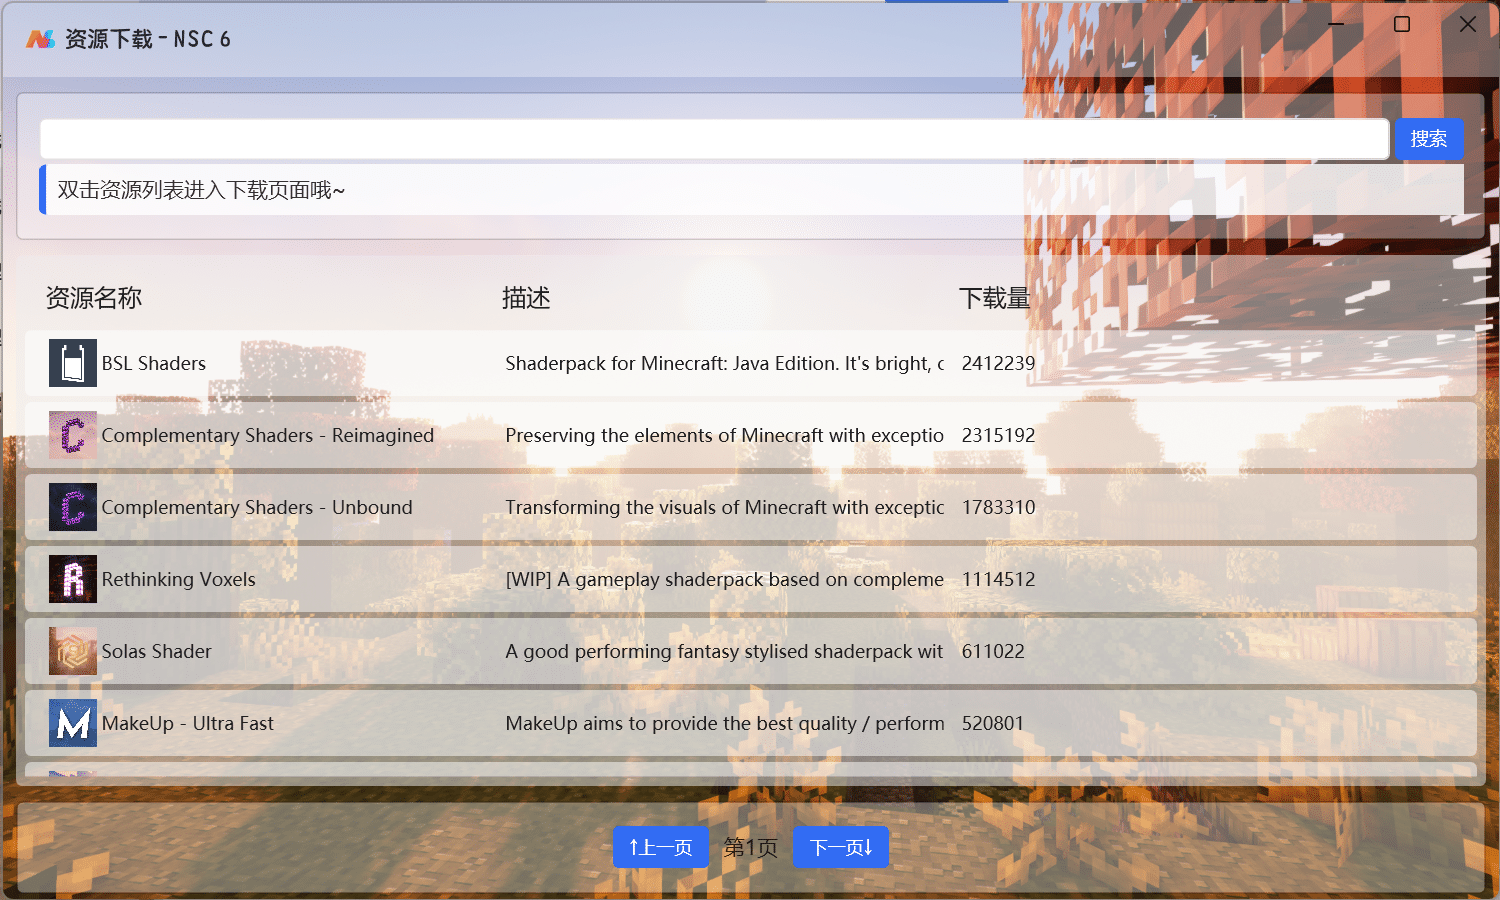 资源下载 - NSC 6
搜索
双击资源列表进入下载页面哦~
资源名称 描述 下载量
BSL Shaders Shaderpack for Minecraft: Java Edition. It's bright, c 2412239
Complementary Shaders - Reimagined Preserving the elements of Minecraft with exceptio 2315192
Complementary Shaders - Unbound Transforming the visuals of Minecraft with exceptic 1783310
Rethinking Voxels [WIP] A gameplay shaderpack based on compleme 1114512
Solas Shader A good performing fantasy stylised shaderpack wit 611022
MakeUp - Ultra Fast MakeUp aims to provide the best quality / perform 520801
↑上一页 第1页 下一页↓